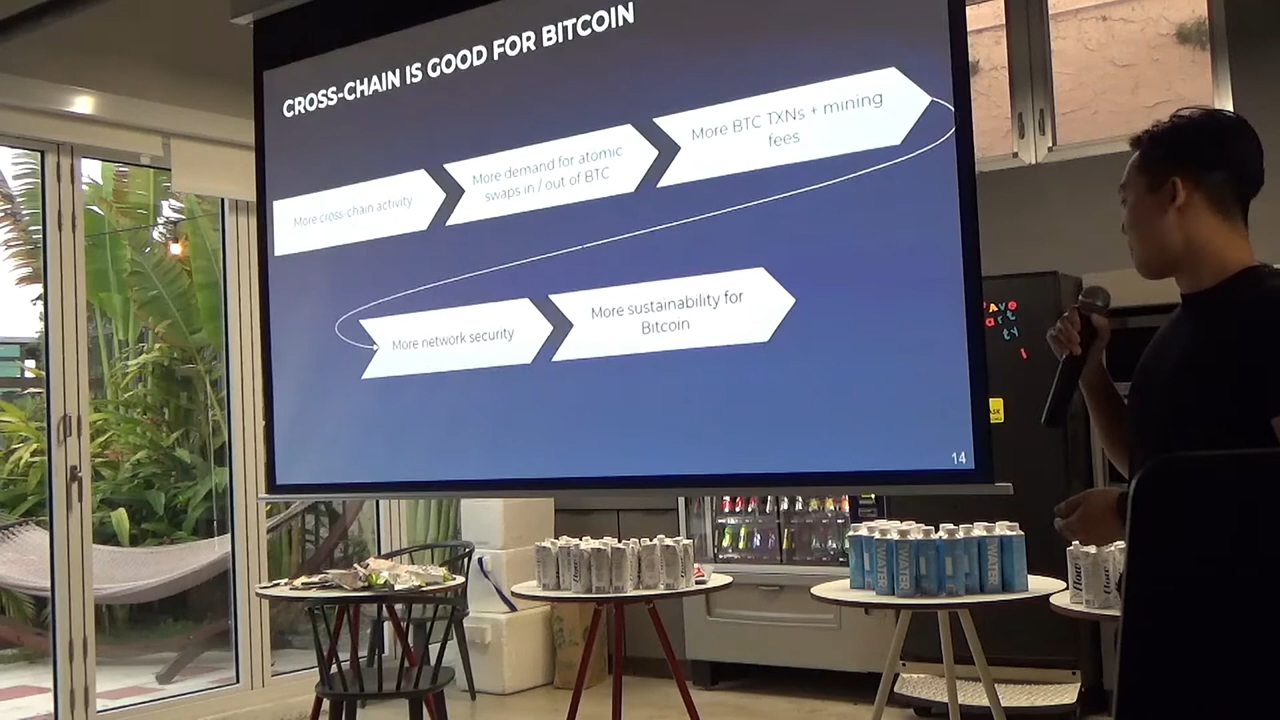 CROSS-CHAIN IS GOOD FOR BITCOIN
More cross-chain activity
More demand for atomic
swaps in / out of BTC
More BTC TXNs + mining
fees
More network security
More sustainability for
Bitcoin
14
WATER
WATER
WATER